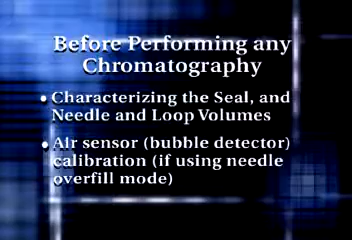 Before Performing any
Chromatography
• Characterizing the Seal, and
Needle and Loop Volumes
• Air sensor (bubble detector)
calibration (if using needle
overfill mode)